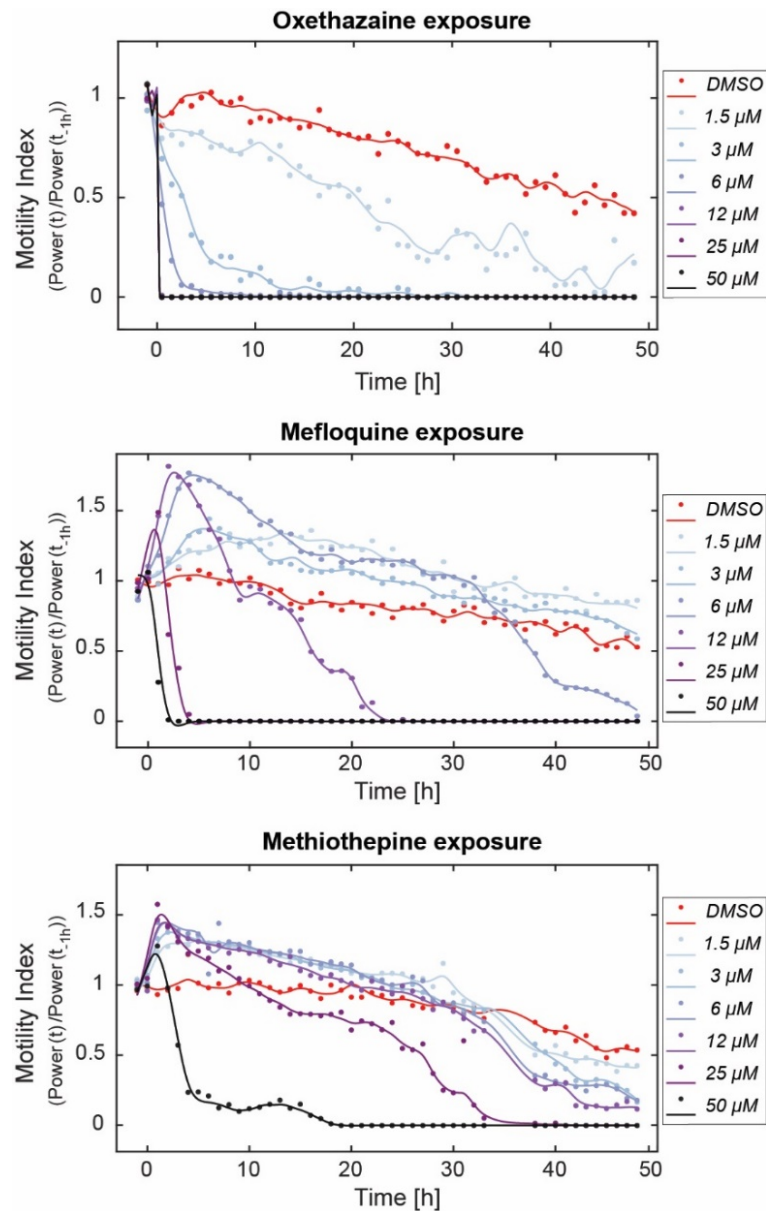 Oxethazaine exposure
Motility Index
(Power (t)/Power (t-1h))
1
0.5
0
0
10
20
30
40
50
Time [h]
DMSO
1.5 µM
3 µM
6 µM
12 µM
25 µM
50 µM
Mefloquine exposure
Motility Index
(Power (t)/Power (t-1h))
1.5
1
0.5
0
0
10
20
30
40
50
Time [h]
DMSO
1.5 µM
3 µM
6 µM
12 µM
25 µM
50 µM
Methiothepine exposure
Motility Index
(Power (t)/Power (t-1h))
1.5
1
0.5
0
0
10
20
30
40
50
Time [h]
DMSO
1.5 µM
3 µM
6 µM
12 µM
25 µM
50 µM